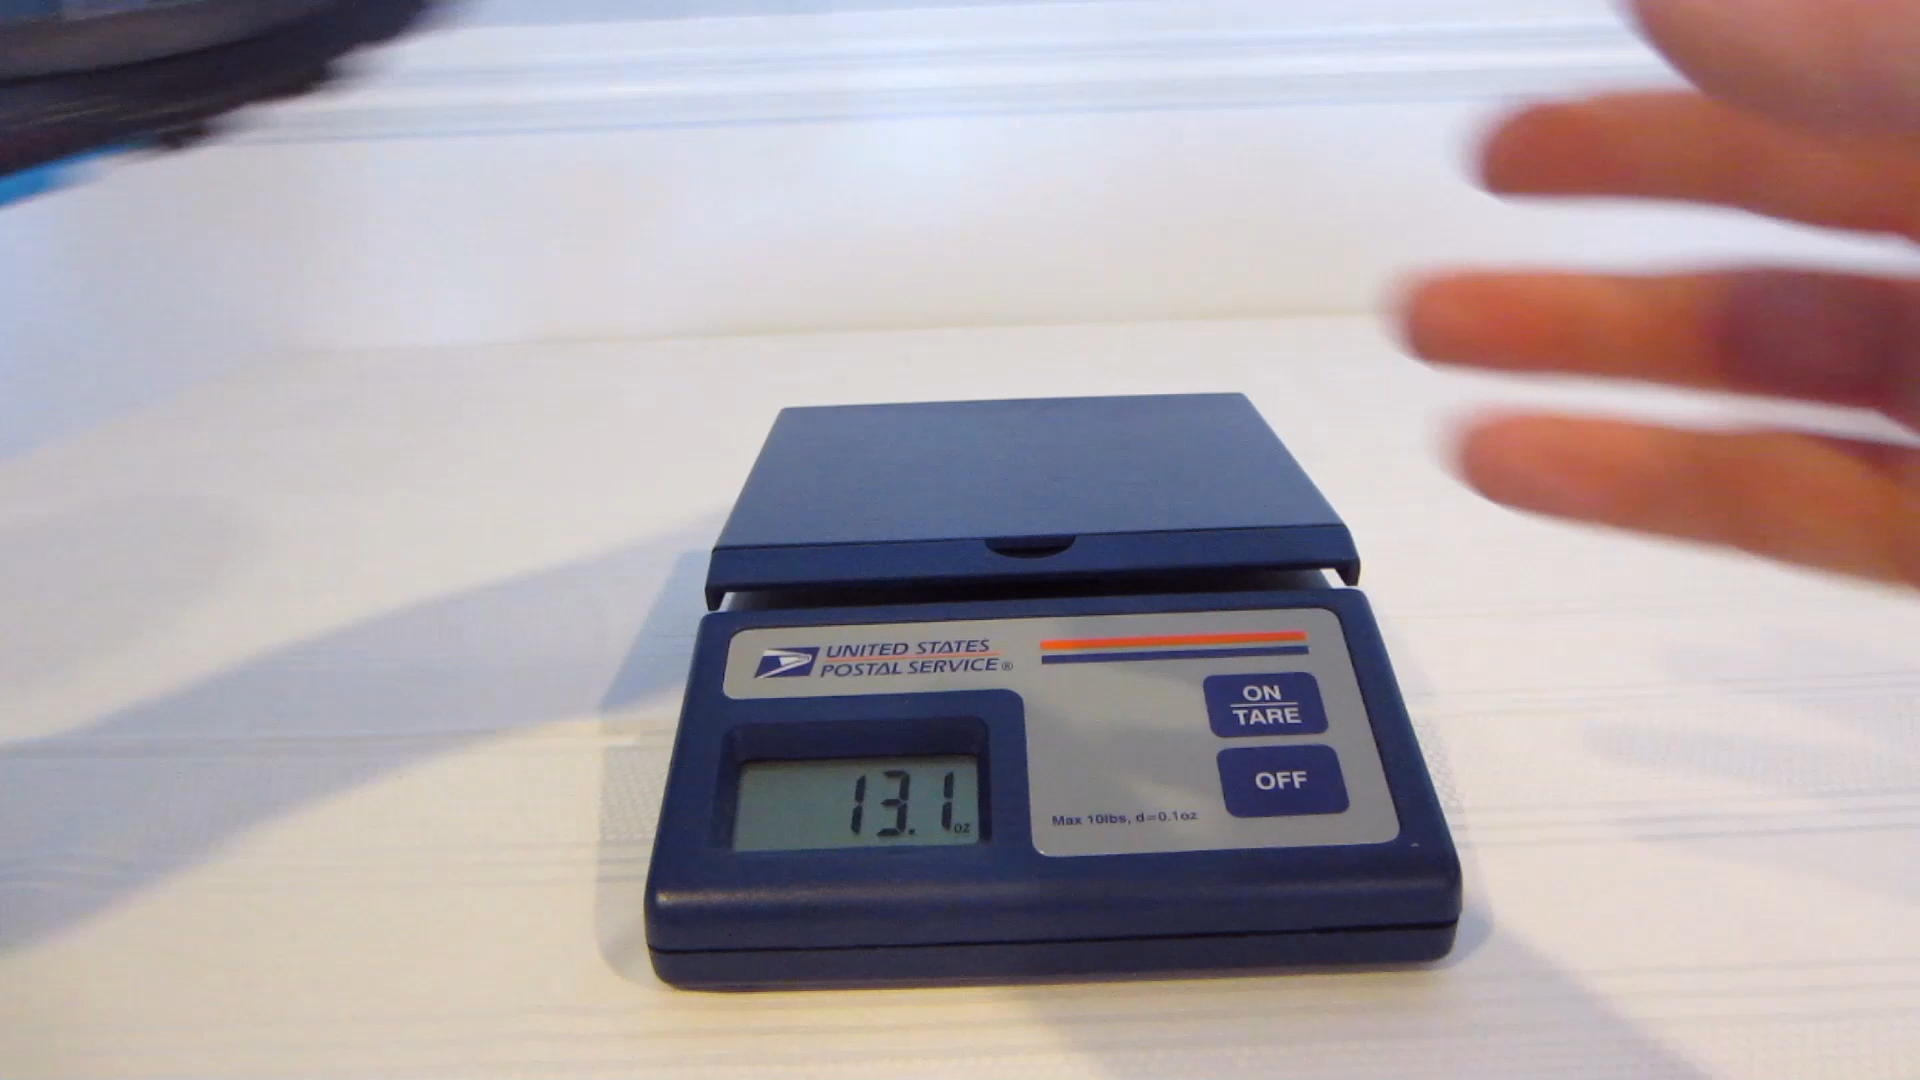 UNITED STATES
POSTAL SERVICE®
ON
TARE
OFF
Max 10lbs, d=0.1oz
13.1 oz